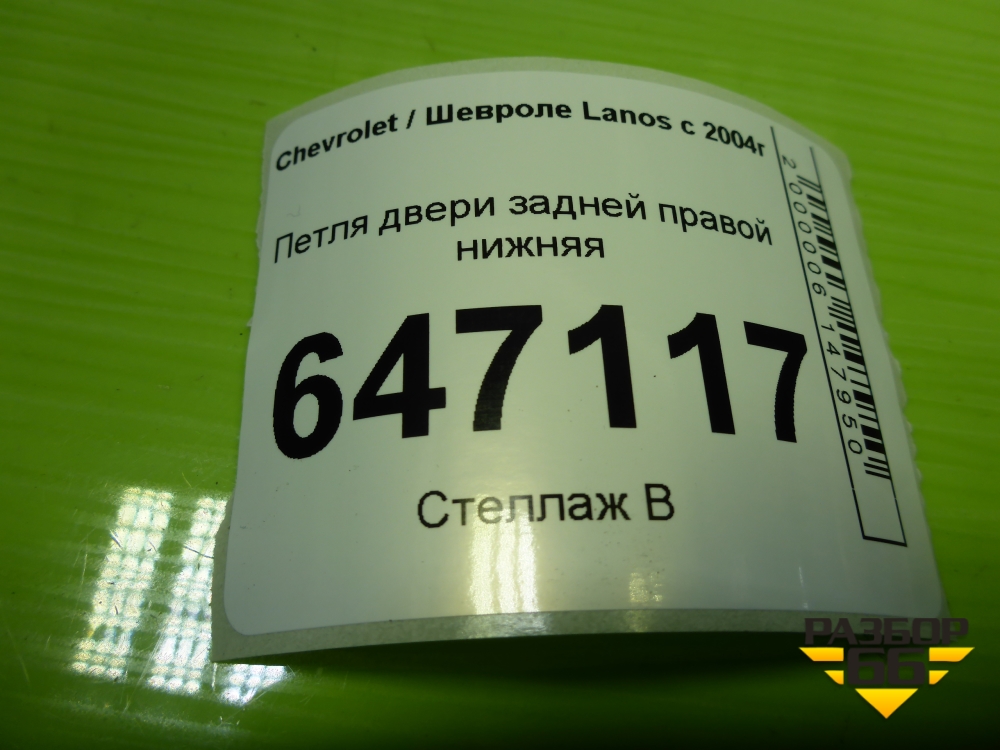 Chevrolet / Шевроле Lanos с 2004г
Петля двери задней правой
нижняя
647117
Стеллаж В
2000006147950
РАЗБОР
66